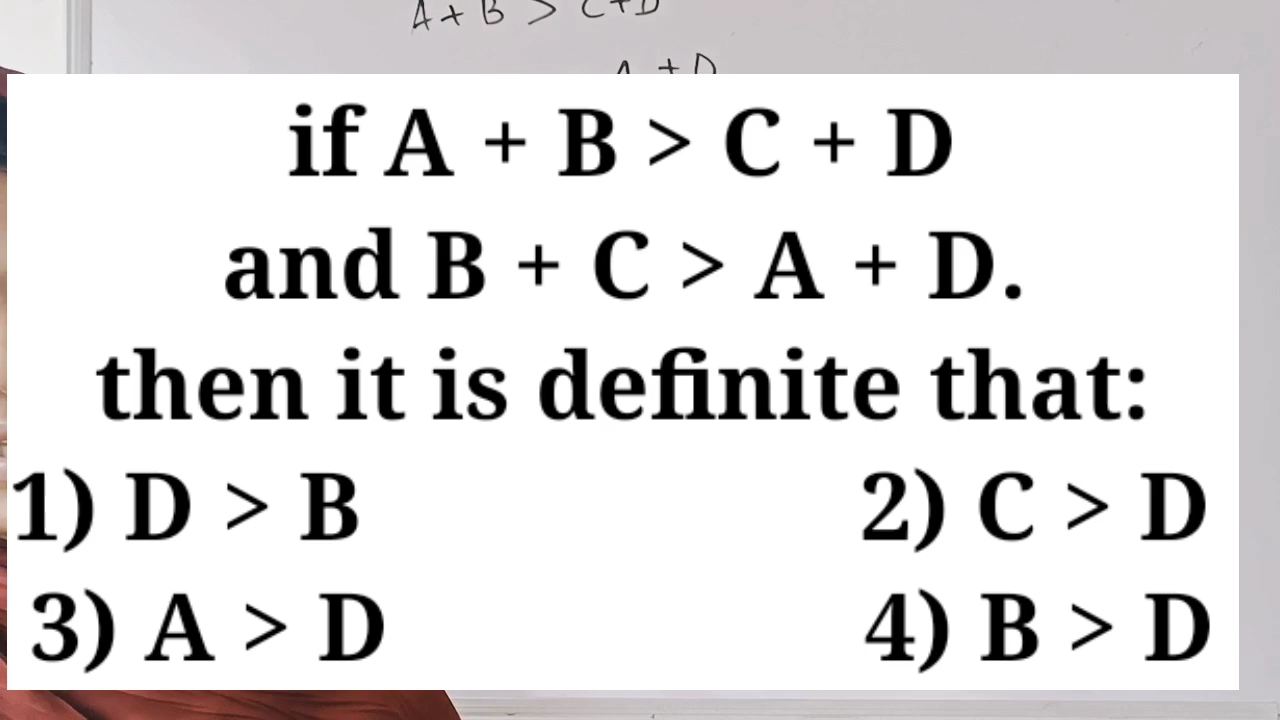 A + B > C + D
A + D
if A + B > C + D
and B + C > A + D.
then it is definite that:
1) D > B 2) C > D
3) A > D 4) B > D